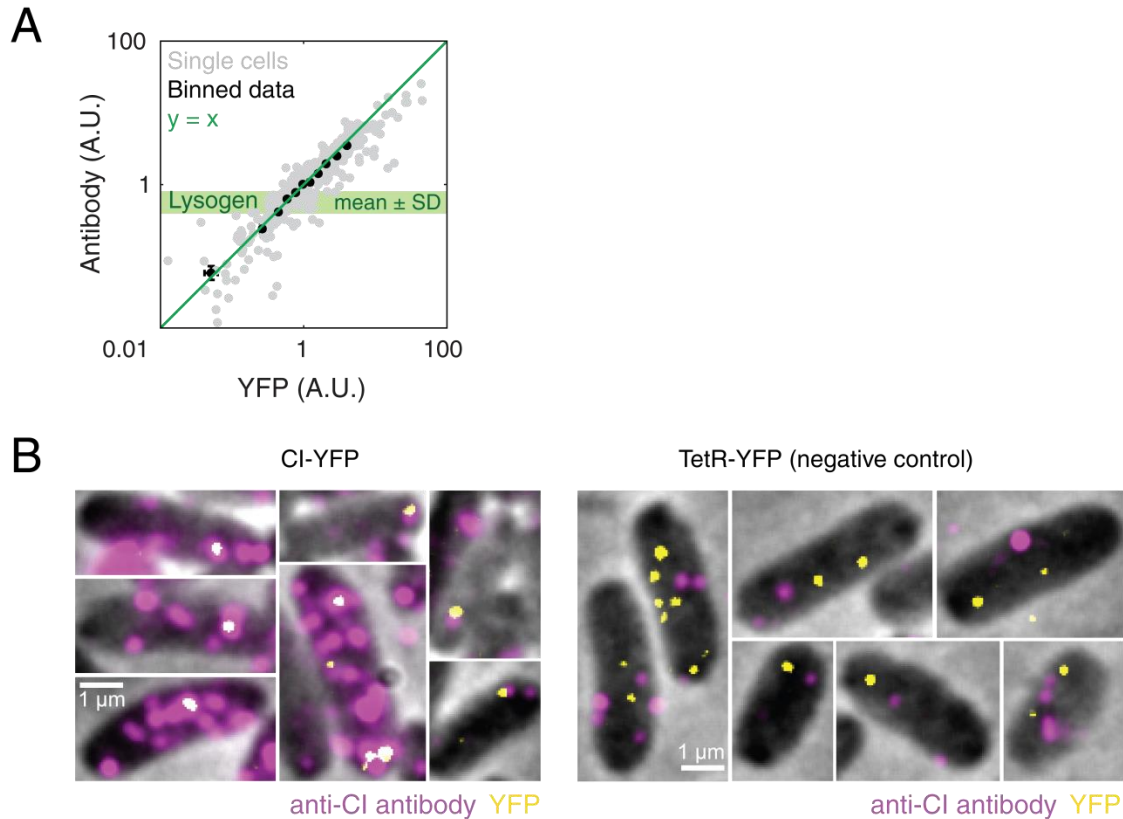 A
100
Single cells
Binned data
y = x
Antibody (A.U.)
1
Lysogen
mean ± SD
0.01
1
100
YFP (A.U.)
B
CI-YFP
TetR-YFP (negative control)
1 µm
1 µm
anti-CI antibody YFP
anti-CI antibody YFP